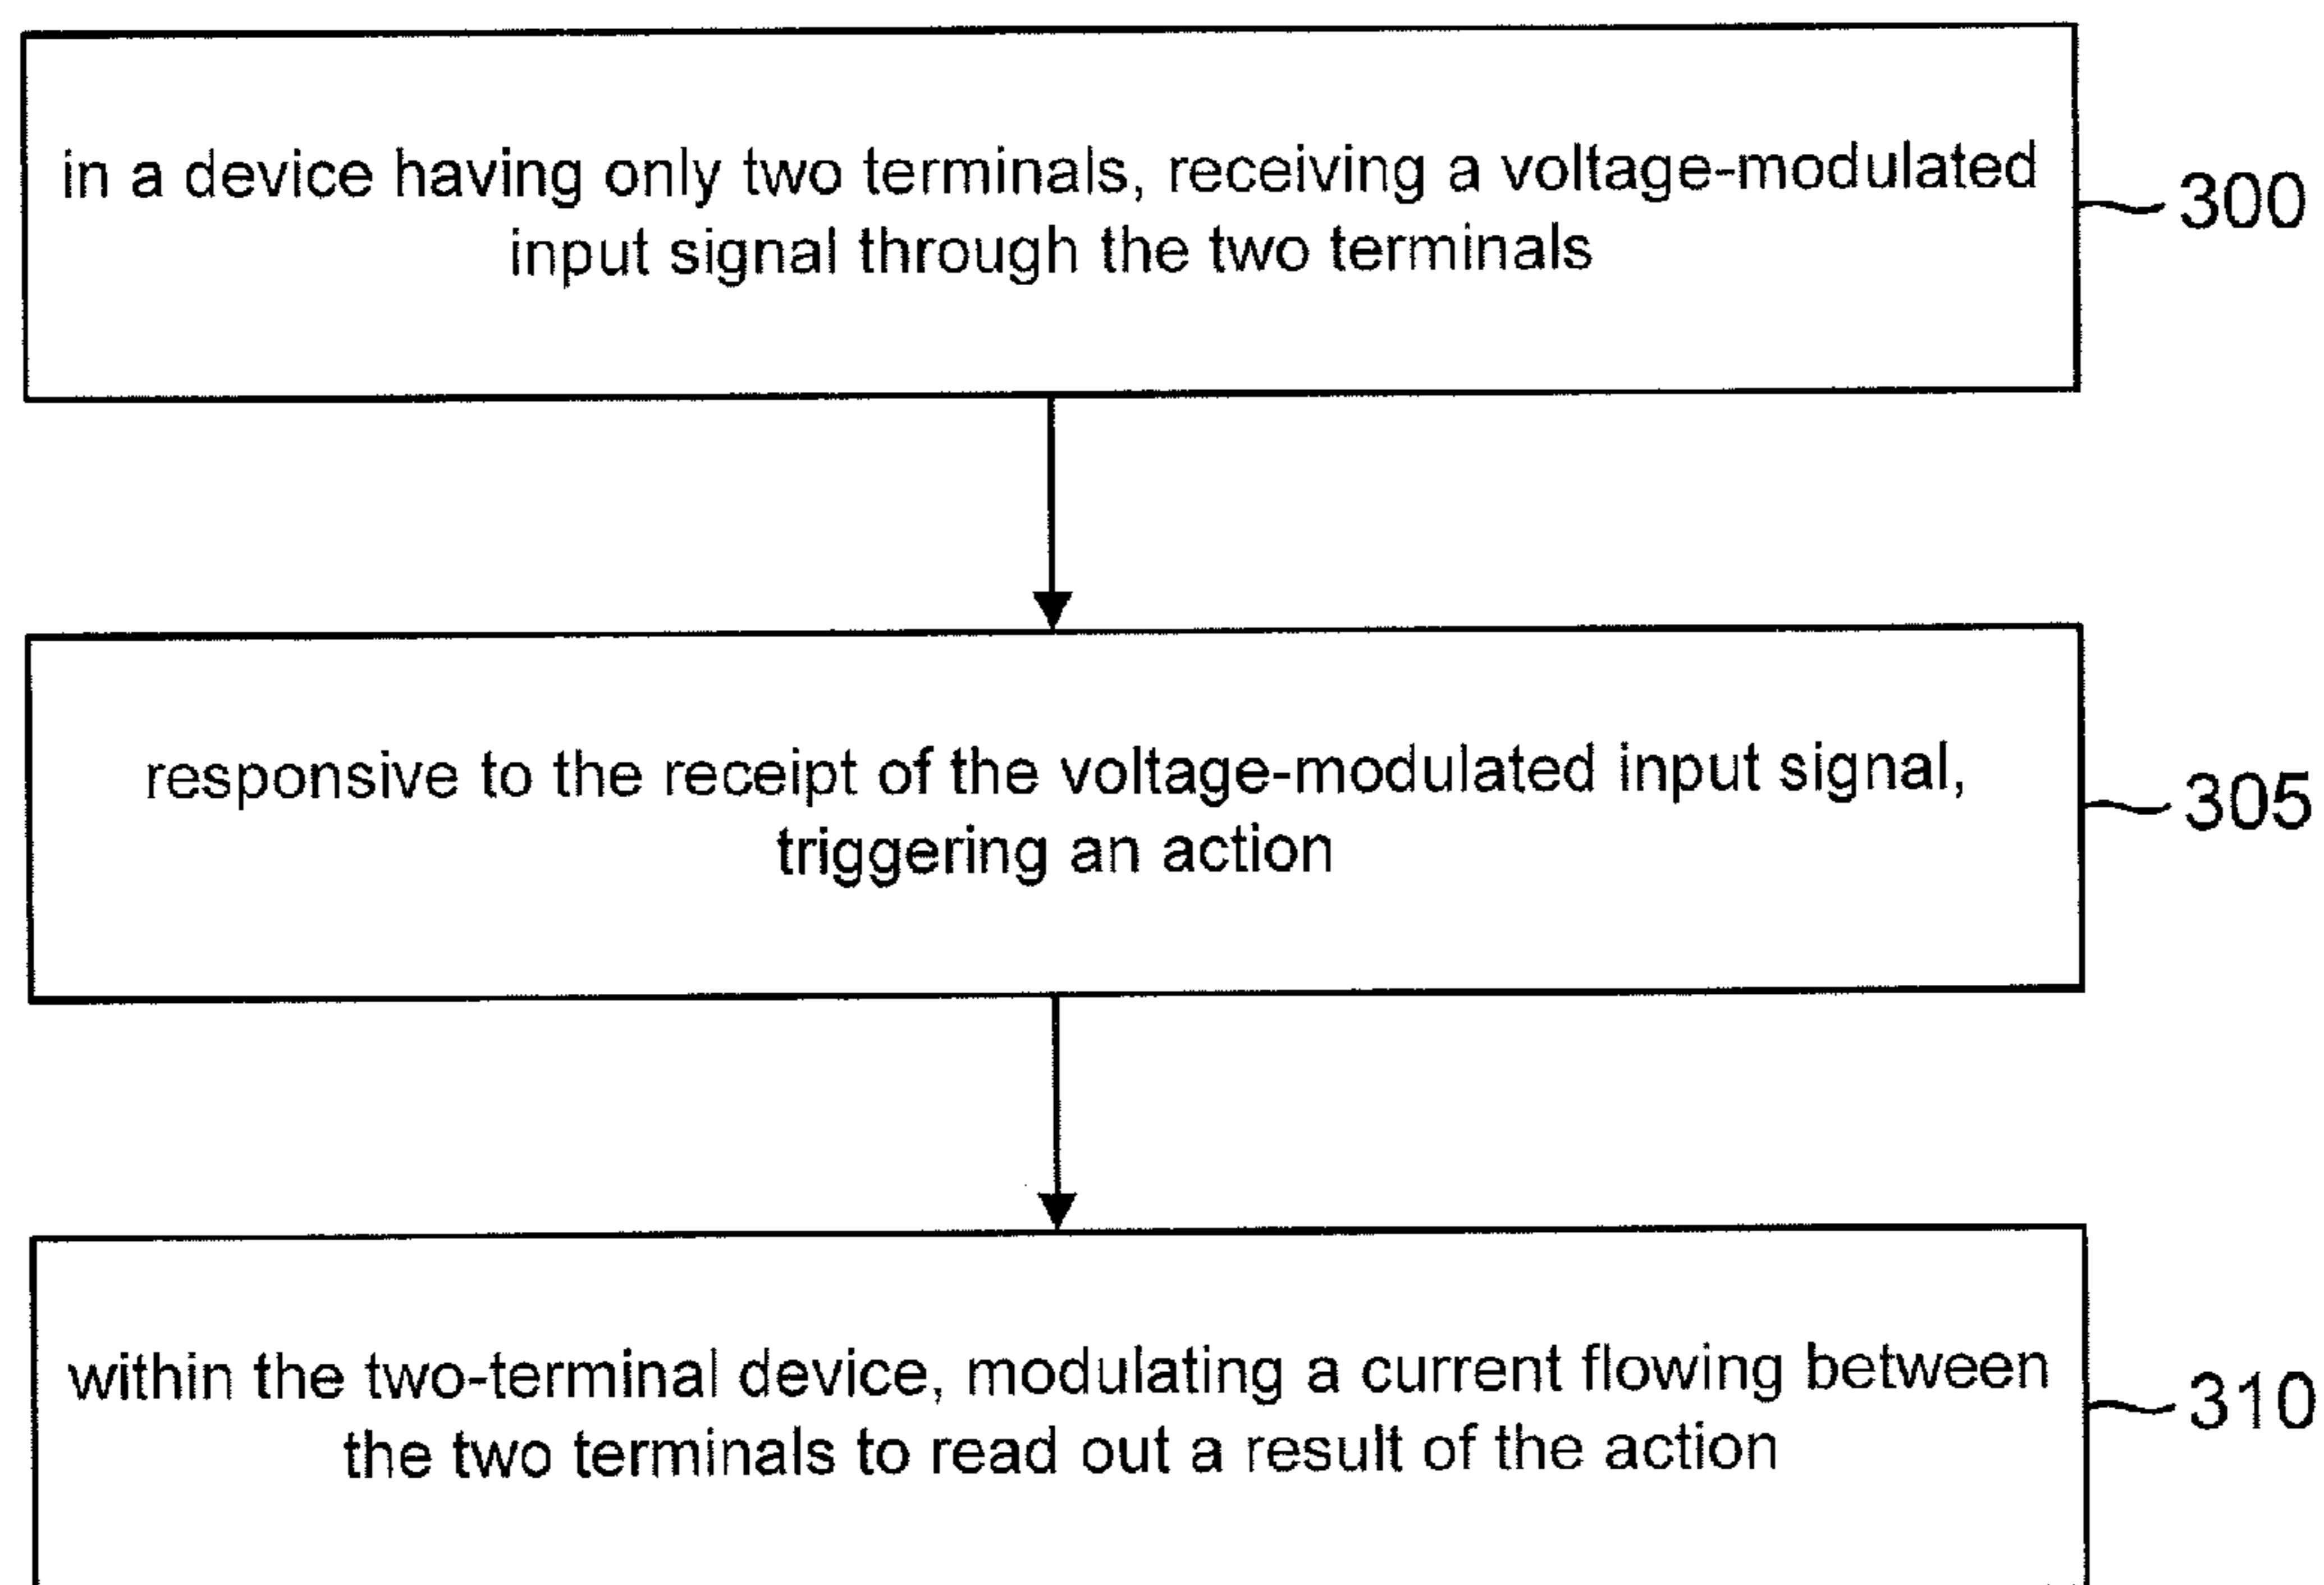 in a device having only two terminals, receiving a voltage-modulated
input signal through the two terminals
300
responsive to the receipt of the voltage-modulated input signal,
triggering an action
305
within the two-terminal device, modulating a current flowing between
the two terminals to read out a result of the action
310